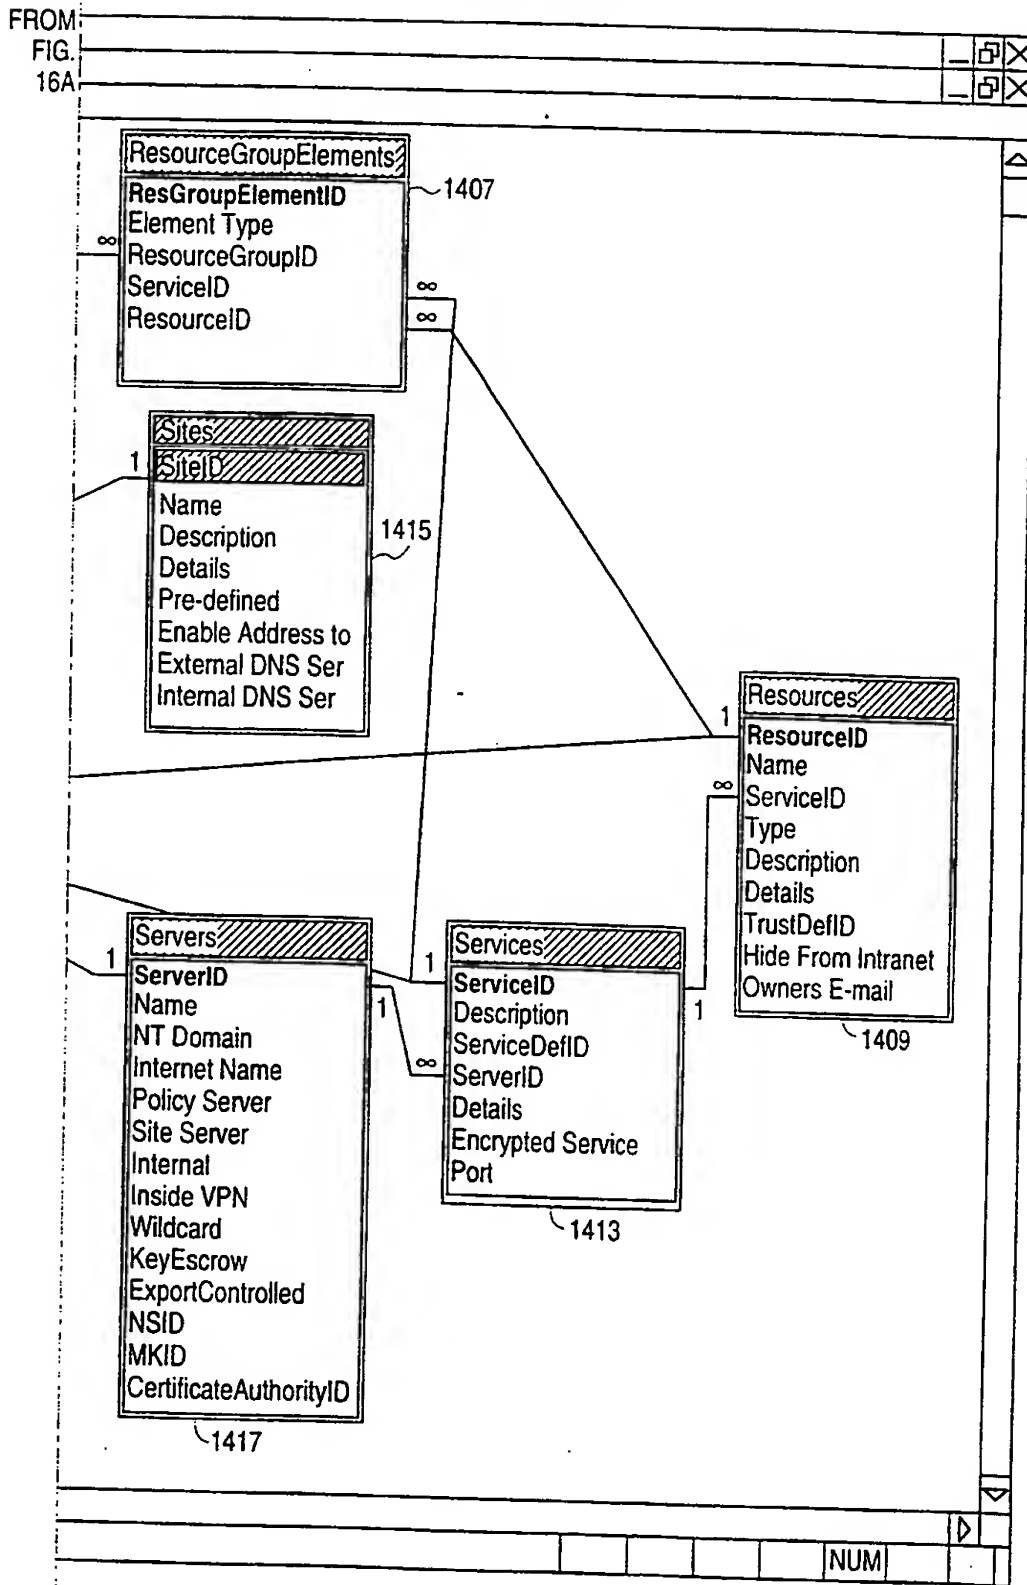 FROM
FIG.
16A
ResourceGroupElements
ResGroupElementID
Element Type
ResourceGroupID
ServiceID
ResourceID
1407
∞
∞
∞
Sites
SiteID
Name
Description
Details
Pre-defined
Enable Address to
External DNS Ser
Internal DNS Ser
1
1415
Resources
ResourceID
Name
ServiceID
Type
Description
Details
TrustDefID
Hide From Intranet
Owners E-mail
1
∞
1409
Servers
ServerID
Name
NT Domain
Internet Name
Policy Server
Site Server
Internal
Inside VPN
Wildcard
KeyEscrow
ExportControlled
NSID
MKID
CertificateAuthorityID
1
1
1417
Services
ServiceID
Description
ServiceDefID
ServerID
Details
Encrypted Service
Port
1
∞
1
1413
NUM